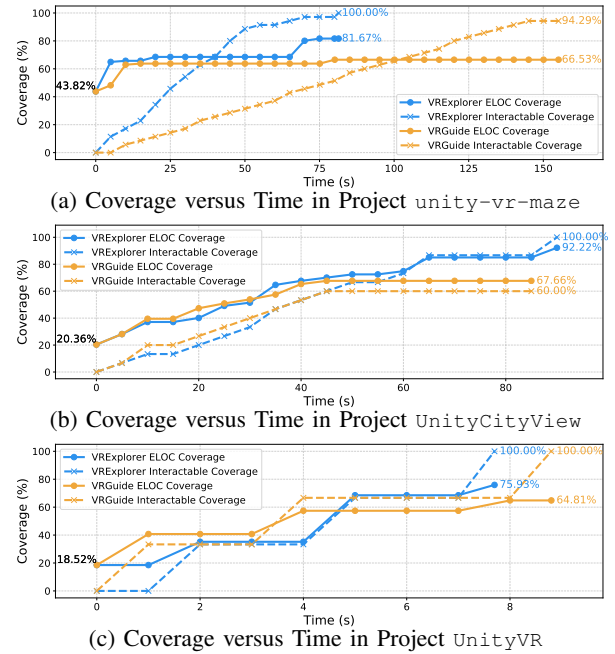 100.00%
94.29%
81.67%
66.53%
43.82%
100
80
60
40
20
0
Coverage (%)
VRExplorer ELOC Coverage
VRExplorer Interactable Coverage
VRGuide ELOC Coverage
VRGuide Interactable Coverage
0 25 50 75 100 125 150
Time (s)
(a) Coverage versus Time in Project unity-vr-maze
VRExplorer ELOC Coverage
VRExplorer Interactable Coverage
VRGuide ELOC Coverage
VRGuide Interactable Coverage
100.00%
92.22%
67.66%
60.00%
20.36%
100
80
60
40
20
0
Coverage (%)
0 20 40 60 80
Time (s)
(b) Coverage versus Time in Project UnityCityView
VRExplorer ELOC Coverage
VRExplorer Interactable Coverage
VRGuide ELOC Coverage
VRGuide Interactable Coverage
100.00% 100.00%
75.93%
64.81%
18.52%
100
80
60
40
20
0
Coverage (%)
0 2 4 6 8
Time (s)
(c) Coverage versus Time in Project UnityVR